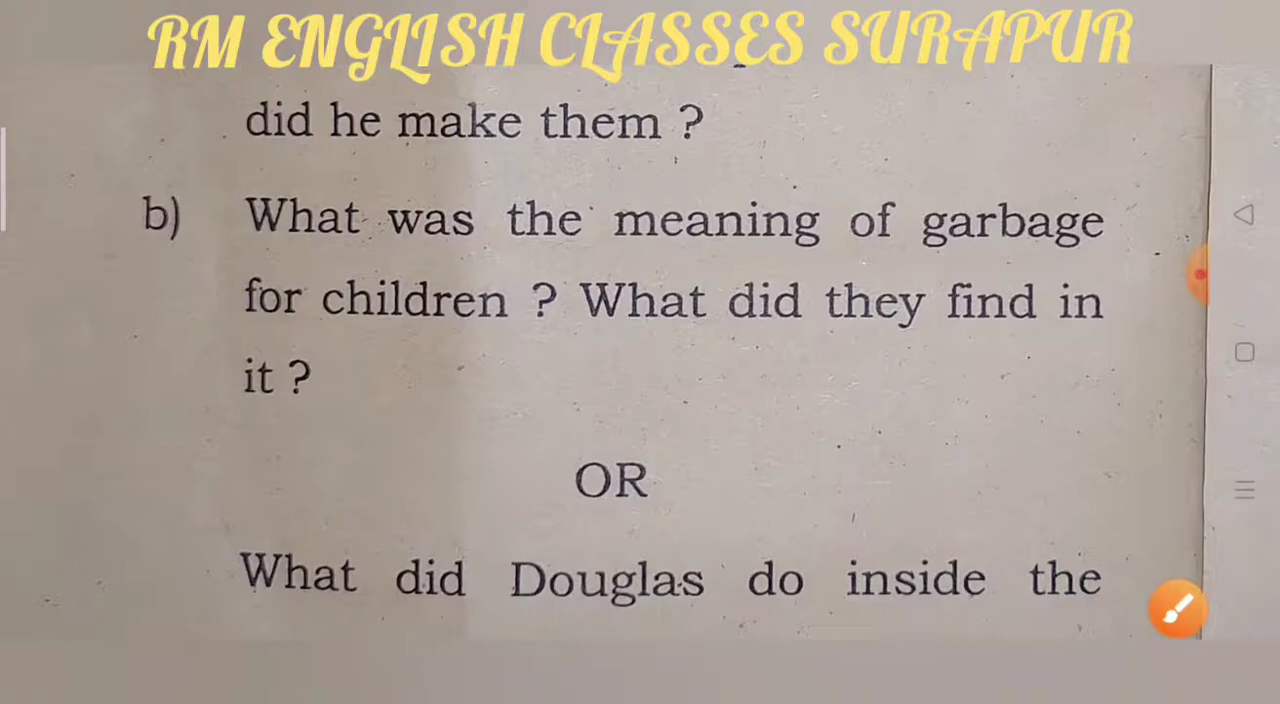 RM ENGLISH CLASSES SURAPUR
did he make them ?
b) What was the meaning of garbage
for children ? What did they find in
it ?
OR
What did Douglas do inside the